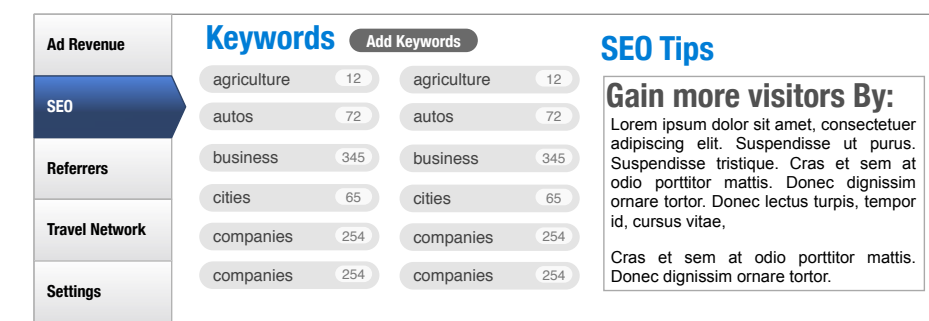 Ad Revenue
SEO
Referrers
Travel Network
Settings
Keywords Add Keywords
agriculture 12 agriculture 12
autos 72 autos 72
business 345 business 345
cities 65 cities 65
companies 254 companies 254
companies 254 companies 254
SEO Tips
Gain more visitors By:
Lorem ipsum dolor sit amet, consectetuer
adipiscing elit. Suspendisse ut purus.
Suspendisse tristique. Cras et sem at
odio porttitor mattis. Donec dignissim
ornare tortor. Donec lectus turpis, tempor
id, cursus vitae,
Cras et sem at odio porttitor mattis.
Donec dignissim ornare tortor.